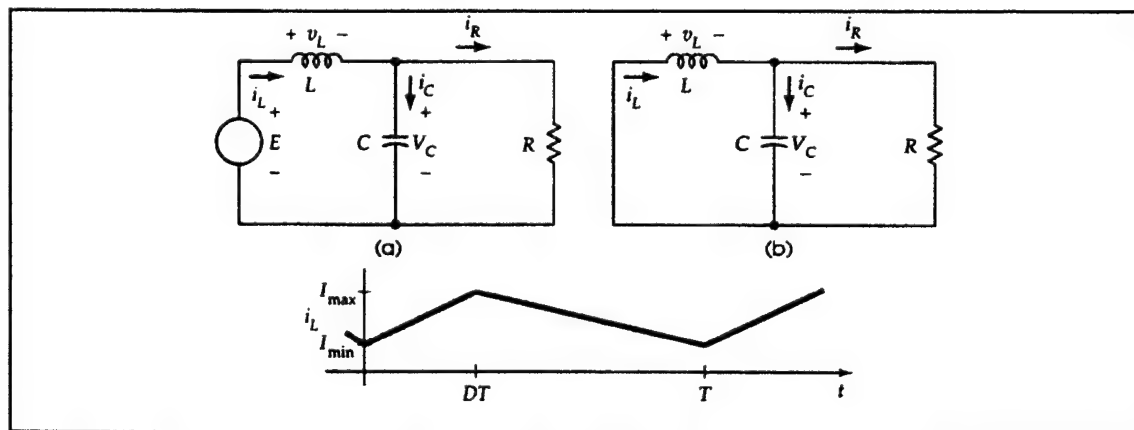 + v_L −
i_R
L
i_L
i_C
+
+
E
C
V_C
R
−
−
(a)
+ v_L −
i_R
L
i_L
i_C
+
C
V_C
R
−
(b)
I_max
i_L
I_min
DT
T
t